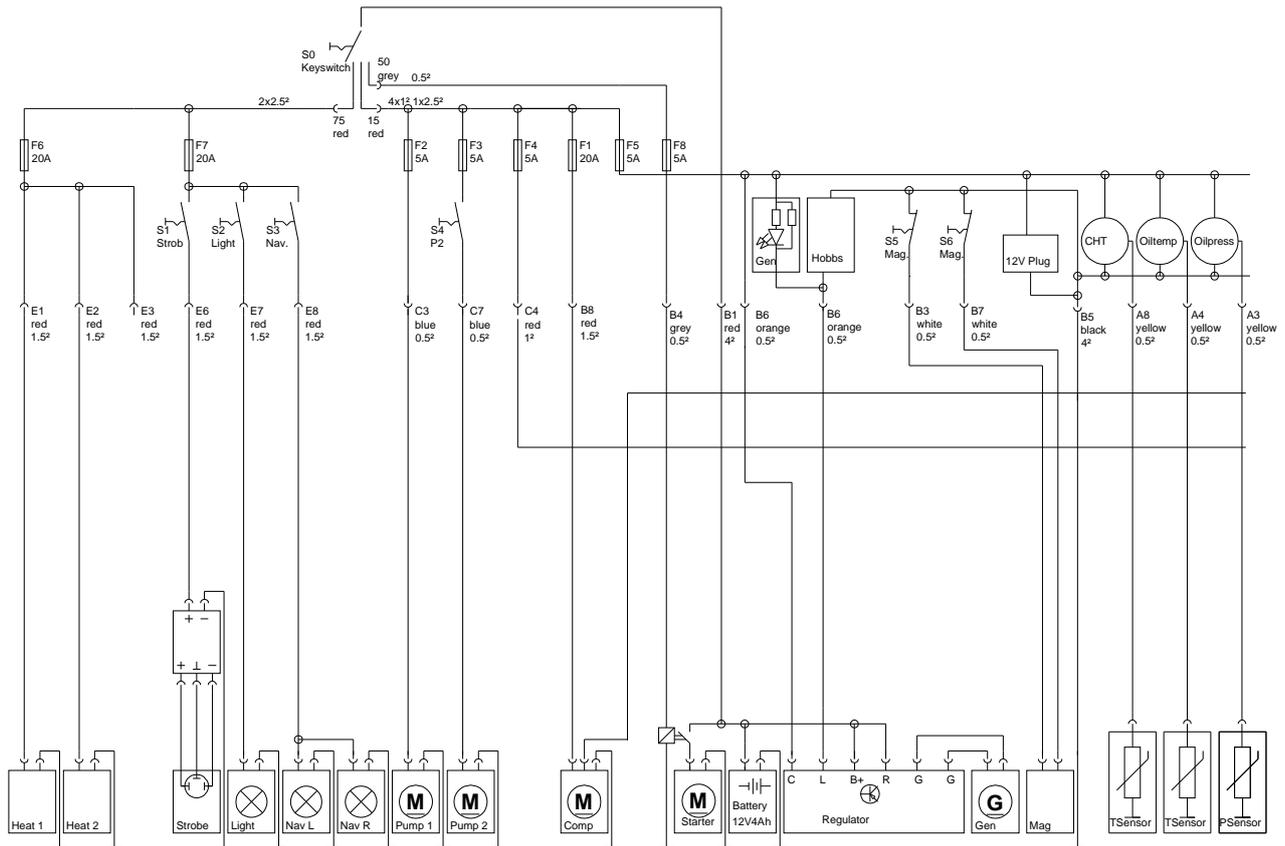 S0
Keyswitch
50
grey 0.5²
2x2.5²
4x1² 1x2.5²
75
red
15
red
F6
20A
F7
20A
F2
5A
F3
5A
F4
5A
F1
20A
F5
5A
F8
5A
S1
Strob
S2
Light
S3
Nav.
S4
P2
Gen
Hobbs
S5
Mag.
S6
Mag.
12V Plug
CHT
Oiltemp
Oilpress
E1
red
1.5²
E2
red
1.5²
E3
red
1.5²
E6
red
1.5²
E7
red
1.5²
E8
red
1.5²
C3
blue
0.5²
C7
blue
0.5²
C4
red
1²
B8
red
1.5²
B4
grey
0.5²
B1
red
4²
B6
orange
0.5²
B6
orange
0.5²
B3
white
0.5²
B7
white
0.5²
B5
black
4²
A8
yellow
0.5²
A4
yellow
0.5²
A3
yellow
0.5²
+ −
+ ⊥ −
Heat 1
Heat 2
Strobe
Light
Nav L
Nav R
M
Pump 1
M
Pump 2
M
Comp
M
Starter
Battery
12V4Ah
C L B+ R G G
Regulator
G
Gen
Mag
TSensor
TSensor
PSensor